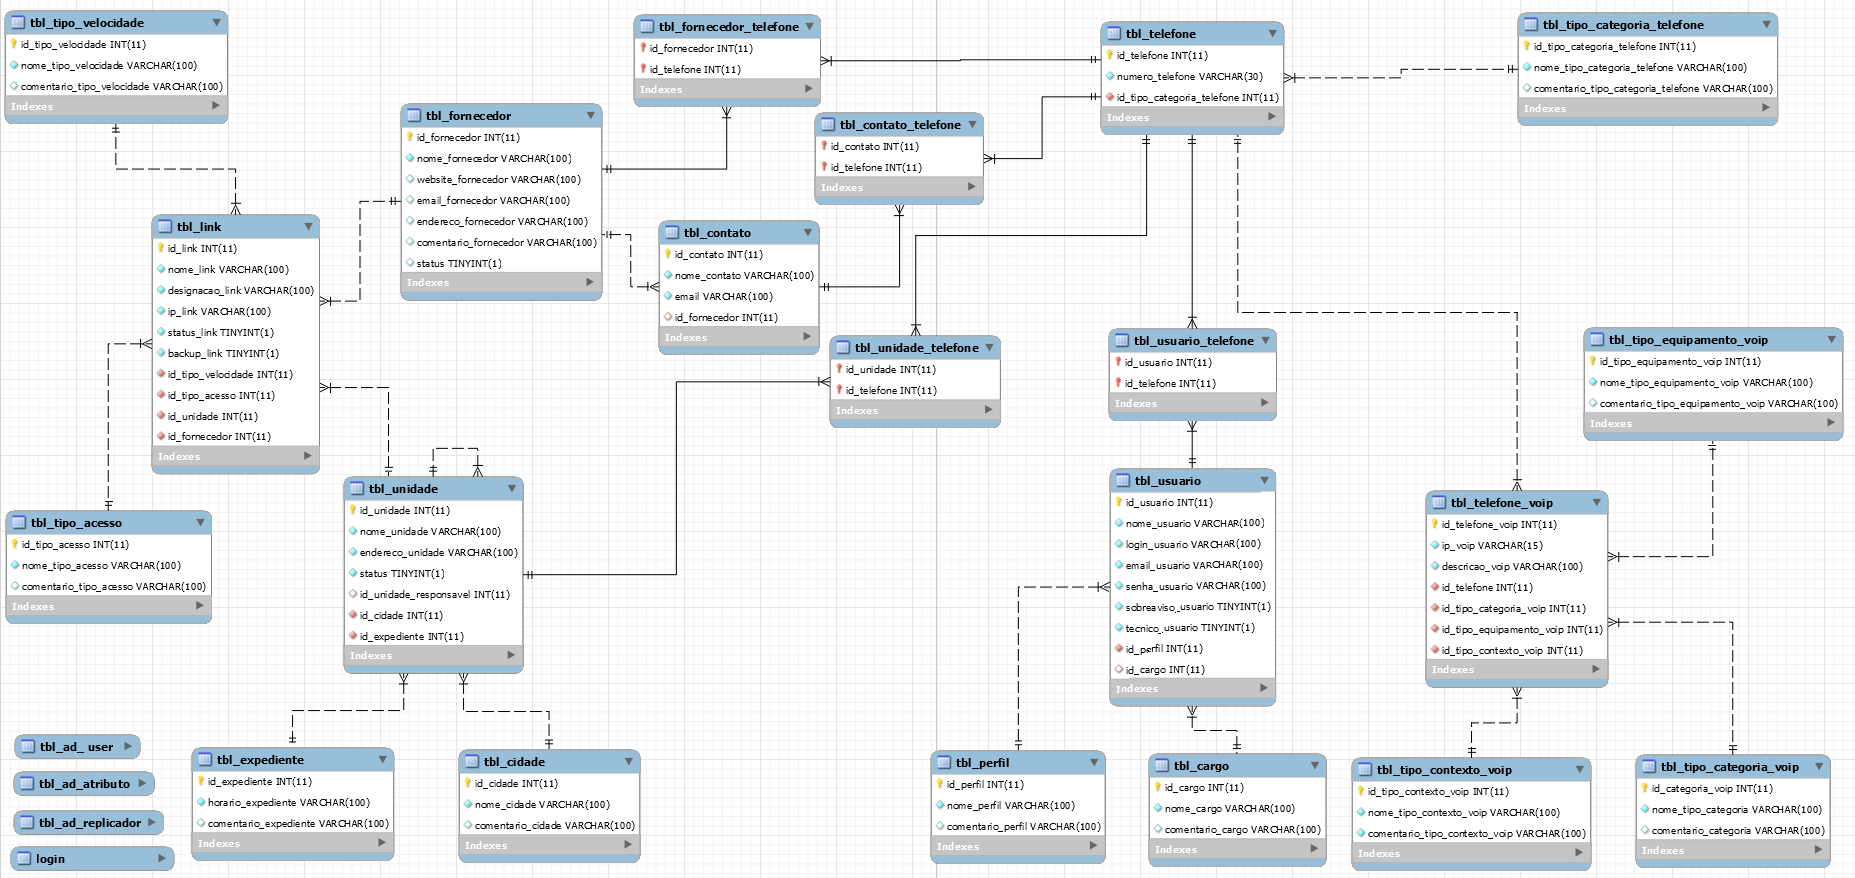 tbl_tipo_velocidade
id_tipo_velocidade INT(11)
nome_tipo_velocidade VARCHAR(100)
comentario_tipo_velocidade VARCHAR(100)
Indexes
tbl_fornecedor_telefone
id_fornecedor INT(11)
id_telefone INT(11)
Indexes
tbl_telefone
id_telefone INT(11)
numero_telefone VARCHAR(30)
id_tipo_categoria_telefone INT(11)
Indexes
tbl_tipo_categoria_telefone
id_tipo_categoria_telefone INT(11)
nome_tipo_categoria_telefone VARCHAR(100)
comentario_tipo_categoria_telefone VARCHAR(100)
Indexes
tbl_fornecedor
id_fornecedor INT(11)
nome_fornecedor VARCHAR(100)
website_fornecedor VARCHAR(100)
email_fornecedor VARCHAR(100)
endereco_fornecedor VARCHAR(100)
comentario_fornecedor VARCHAR(100)
status TINYINT(1)
Indexes
tbl_contato_telefone
id_contato INT(11)
id_telefone INT(11)
Indexes
tbl_link
id_link INT(11)
nome_link VARCHAR(100)
designacao_link VARCHAR(100)
ip_link VARCHAR(100)
status_link TINYINT(1)
backup_link TINYINT(1)
id_tipo_velocidade INT(11)
id_tipo_acesso INT(11)
id_unidade INT(11)
id_fornecedor INT(11)
Indexes
tbl_contato
id_contato INT(11)
nome_contato VARCHAR(100)
email VARCHAR(100)
id_fornecedor INT(11)
Indexes
tbl_unidade_telefone
id_unidade INT(11)
id_telefone INT(11)
Indexes
tbl_usuario_telefone
id_usuario INT(11)
id_telefone INT(11)
Indexes
tbl_tipo_equipamento_voip
id_tipo_equipamento_voip INT(11)
nome_tipo_equipamento_voip VARCHAR(100)
comentario_tipo_equipamento_voip VARCHAR(100)
Indexes
tbl_tipo_acesso
id_tipo_acesso INT(11)
nome_tipo_acesso VARCHAR(100)
comentario_tipo_acesso VARCHAR(100)
Indexes
tbl_unidade
id_unidade INT(11)
nome_unidade VARCHAR(100)
endereco_unidade VARCHAR(100)
status TINYINT(1)
id_unidade_responsavel INT(11)
id_cidade INT(11)
id_expediente INT(11)
Indexes
tbl_usuario
id_usuario INT(11)
nome_usuario VARCHAR(100)
login_usuario VARCHAR(100)
email_usuario VARCHAR(100)
senha_usuario VARCHAR(100)
sobreaviso_usuario TINYINT(1)
tecnico_usuario TINYINT(1)
id_perfil INT(11)
id_cargo INT(11)
Indexes
tbl_telefone_voip
id_telefone_voip INT(11)
ip_voip VARCHAR(15)
descricao_voip VARCHAR(100)
id_telefone INT(11)
id_tipo_categoria_voip INT(11)
id_tipo_equipamento_voip INT(11)
id_tipo_contexto_voip INT(11)
Indexes
tbl_ad_ user
tbl_ad_atributo
tbl_ad_replicador
login
tbl_expediente
id_expediente INT(11)
horario_expediente VARCHAR(100)
comentario_expediente VARCHAR(100)
Indexes
tbl_cidade
id_cidade INT(11)
nome_cidade VARCHAR(100)
comentario_cidade VARCHAR(100)
Indexes
tbl_perfil
id_perfil INT(11)
nome_perfil VARCHAR(100)
comentario_perfil VARCHAR(100)
Indexes
tbl_cargo
id_cargo INT(11)
nome_cargo VARCHAR(100)
comentario_cargo VARCHAR(100)
Indexes
tbl_tipo_contexto_voip
id_tipo_contexto_voip INT(11)
nome_tipo_contexto_voip VARCHAR(100)
comentario_tipo_contexto_voip VARCHAR(100)
Indexes
tbl_tipo_categoria_voip
id_categoria_voip INT(11)
nome_tipo_categoria VARCHAR(100)
comentario_categoria VARCHAR(100)
Indexes